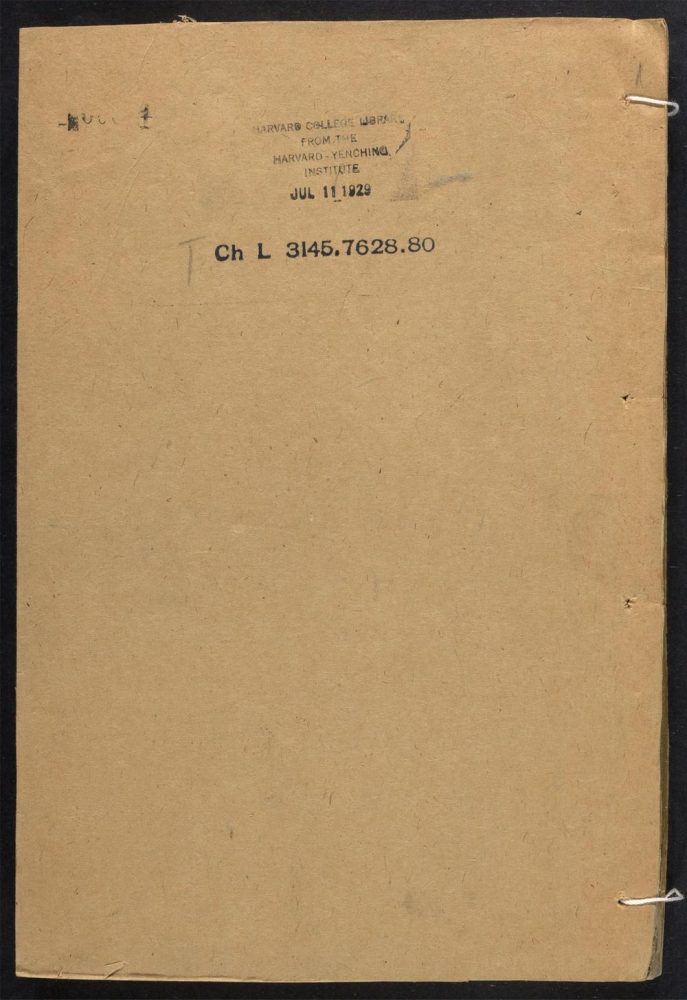 HARVARD COLLEGE LIBRARY
FROM THE
HARVARD-YENCHING
INSTITUTE
JUL 11 1929
Ch L 3145.7628.80